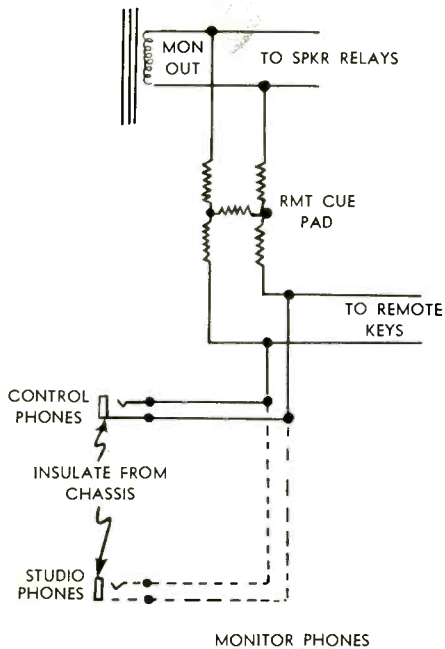 MON
OUT
TO SPKR RELAYS
RMT CUE
PAD
TO REMOTE
KEYS
CONTROL
PHONES
INSULATE FROM
CHASSIS
STUDIO
PHONES
MONITOR PHONES